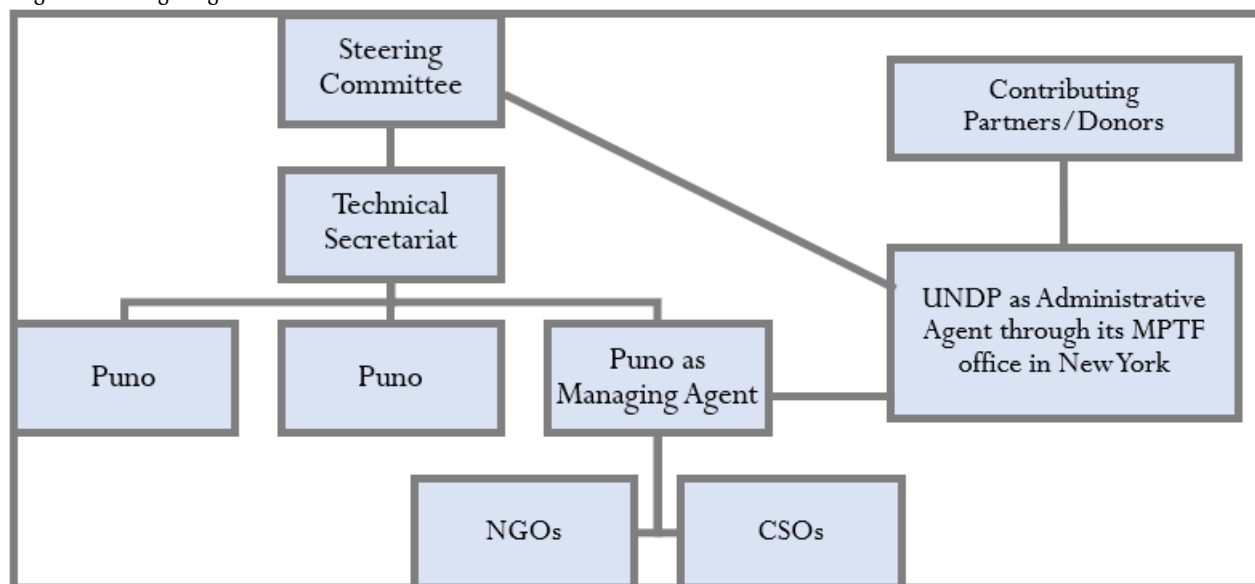 Steering
Committee
Contributing
Partners/Donors
Technical
Secretariat
UNDP as Administrative
Agent through its MPTF
office in New York
Puno
Puno
Puno as
Managing Agent
NGOs
CSOs